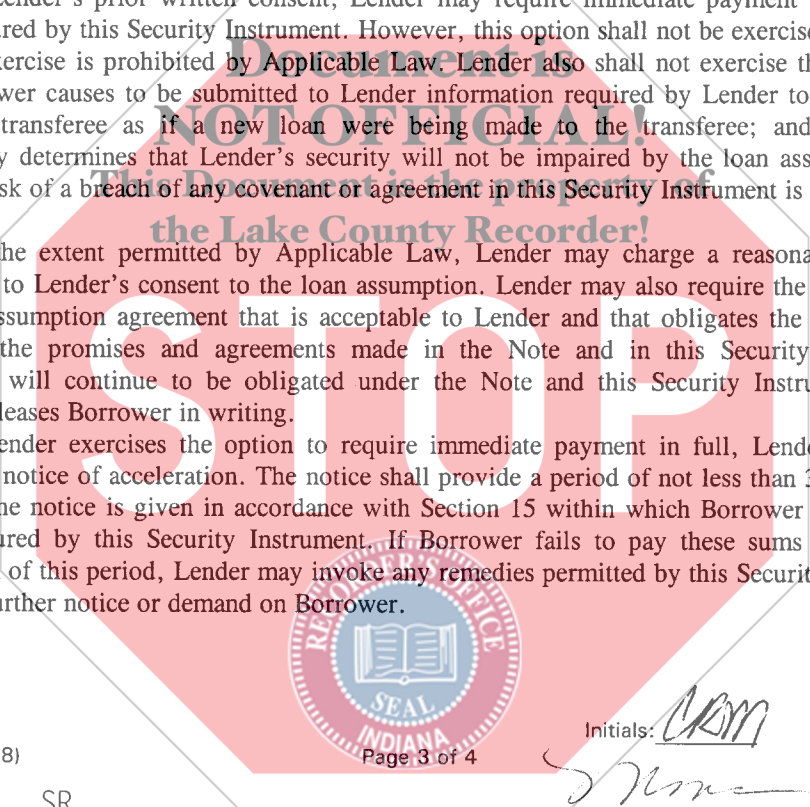 Lender's prior written consent, Lender may require immediate payment
ured by this Security Instrument. However, this option shall not be exercise
xercise is prohibited by Applicable Law. Lender also shall not exercise th
wer causes to be submitted to Lender information required by Lender to
transferee as if a new loan were being made to the transferee; and
y determines that Lender's security will not be impaired by the loan ass
sk of a breach of any covenant or agreement in this Security Instrument is
Document is
NOT OFFICIAL!
This Document is the property of
the Lake County Recorder!
he extent permitted by Applicable Law, Lender may charge a reasona
to Lender's consent to the loan assumption. Lender may also require the
ssumption agreement that is acceptable to Lender and that obligates the
the promises and agreements made in the Note and in this Security
will continue to be obligated under the Note and this Security Instru
leases Borrower in writing.
ender exercises the option to require immediate payment in full, Lende
notice of acceleration. The notice shall provide a period of not less than 3
he notice is given in accordance with Section 15 within which Borrower
ured by this Security Instrument. If Borrower fails to pay these sums
of this period, Lender may invoke any remedies permitted by this Securit
urther notice or demand on Borrower.
STOP
RECORDER'S OFFICE
SEAL
INDIANA
Initials: CRM
8)
Page 3 of 4
SR